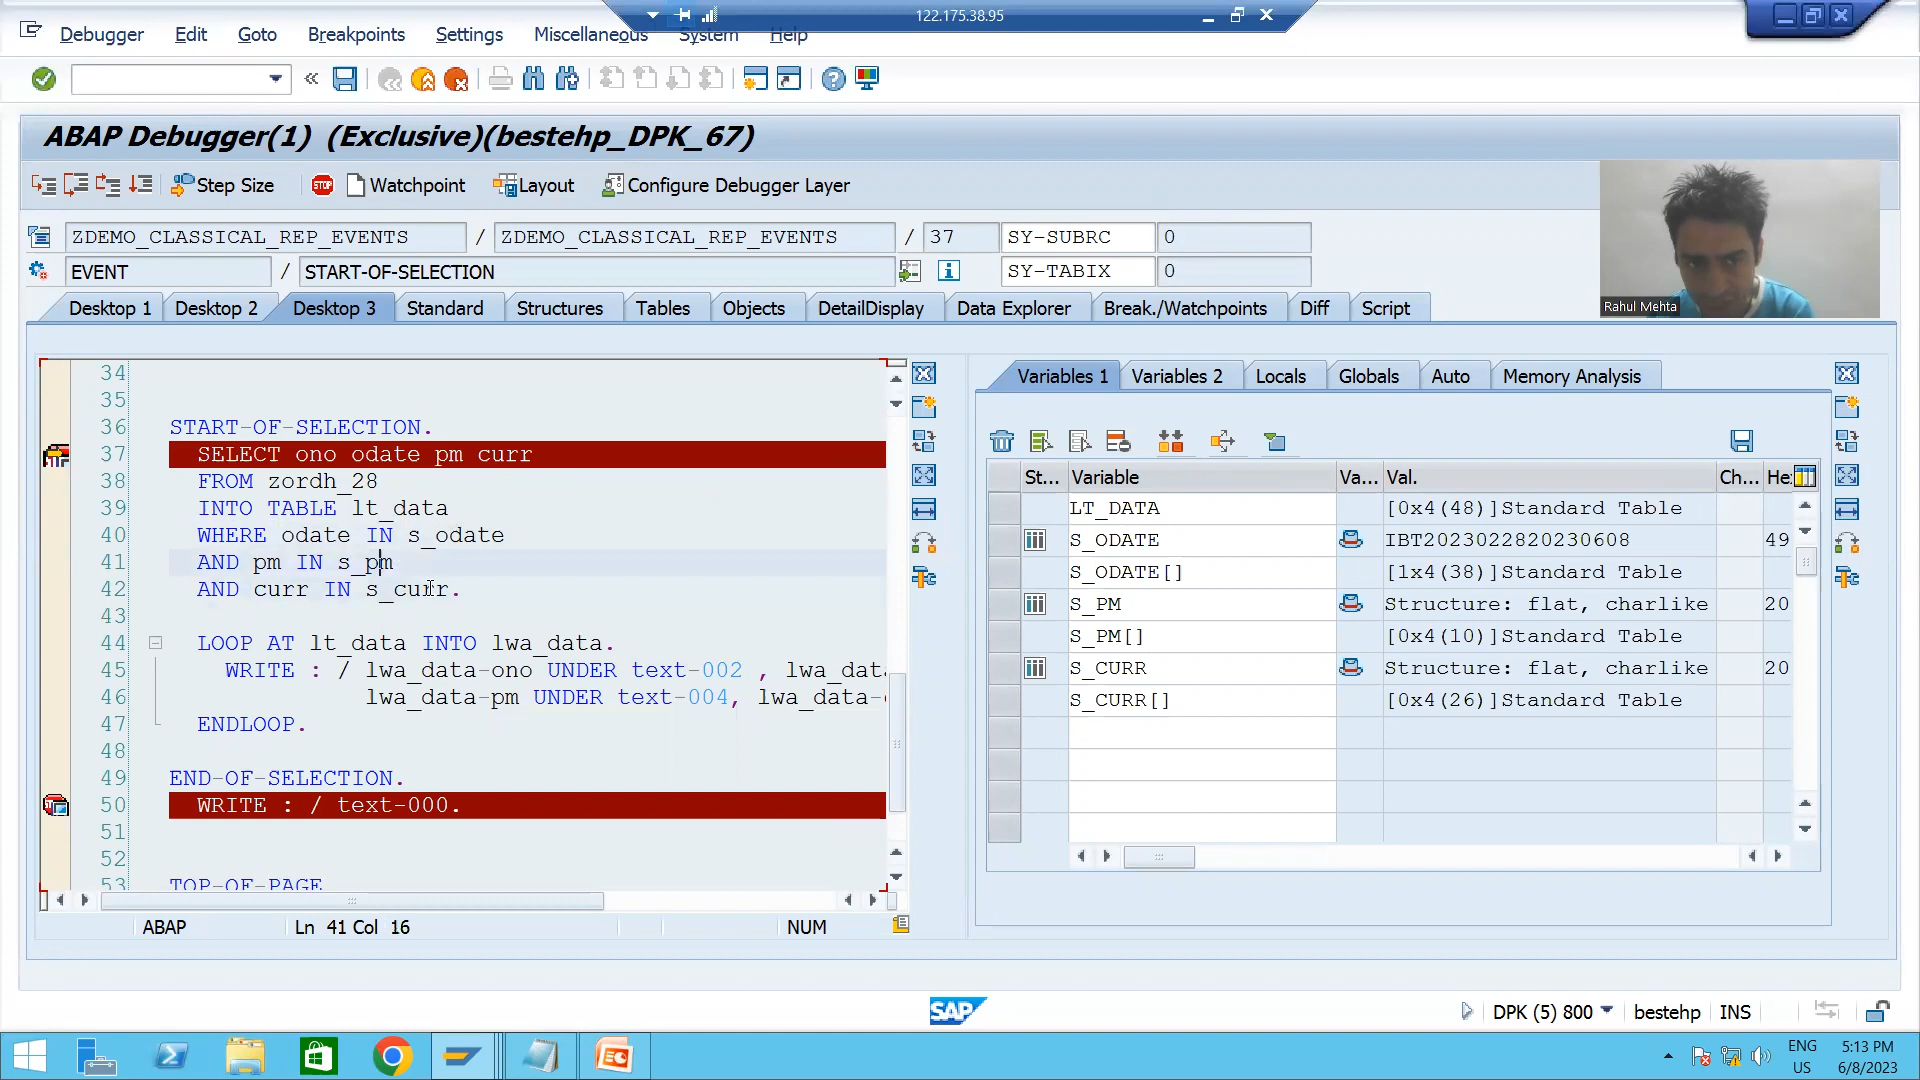 122.175.38.95
Debugger Edit Goto Breakpoints Settings Miscellaneous System Help
ABAP Debugger(1) (Exclusive)(bestehp_DPK_67)
Step Size STOP Watchpoint Layout Configure Debugger Layer
ZDEMO_CLASSICAL_REP_EVENTS / ZDEMO_CLASSICAL_REP_EVENTS / 37 SY-SUBRC 0
EVENT / START-OF-SELECTION SY-TABIX 0
Rahul Mehta
Desktop 1 Desktop 2 Desktop 3 Standard Structures Tables Objects DetailDisplay Data Explorer Break./Watchpoints Diff Script
34
35
36 START-OF-SELECTION.
37 SELECT ono odate pm curr
38 FROM zordh_28
39 INTO TABLE lt_data
40 WHERE odate IN s_odate
41 AND pm IN s_pm
42 AND curr IN s_curr.
43
44 LOOP AT lt_data INTO lwa_data.
45 WRITE : / lwa_data-ono UNDER text-002 , lwa_data
46 lwa_data-pm UNDER text-004, lwa_data-
47 ENDLOOP.
48
49 END-OF-SELECTION.
50 WRITE : / text-000.
51
52
53 TOP-OF-PAGE
ABAP Ln 41 Col 16 NUM
Variables 1 Variables 2 Locals Globals Auto Memory Analysis
St... Variable Va... Val. Ch... Hex
LT_DATA [0x4(48)]Standard Table
S_ODATE IBT2023022820230608 49
S_ODATE[] [1x4(38)]Standard Table
S_PM Structure: flat, charlike 20
S_PM[] [0x4(10)]Standard Table
S_CURR Structure: flat, charlike 20
S_CURR[] [0x4(26)]Standard Table
SAP DPK (5) 800 bestehp INS
ENG 5:13 PM
US 6/8/2023